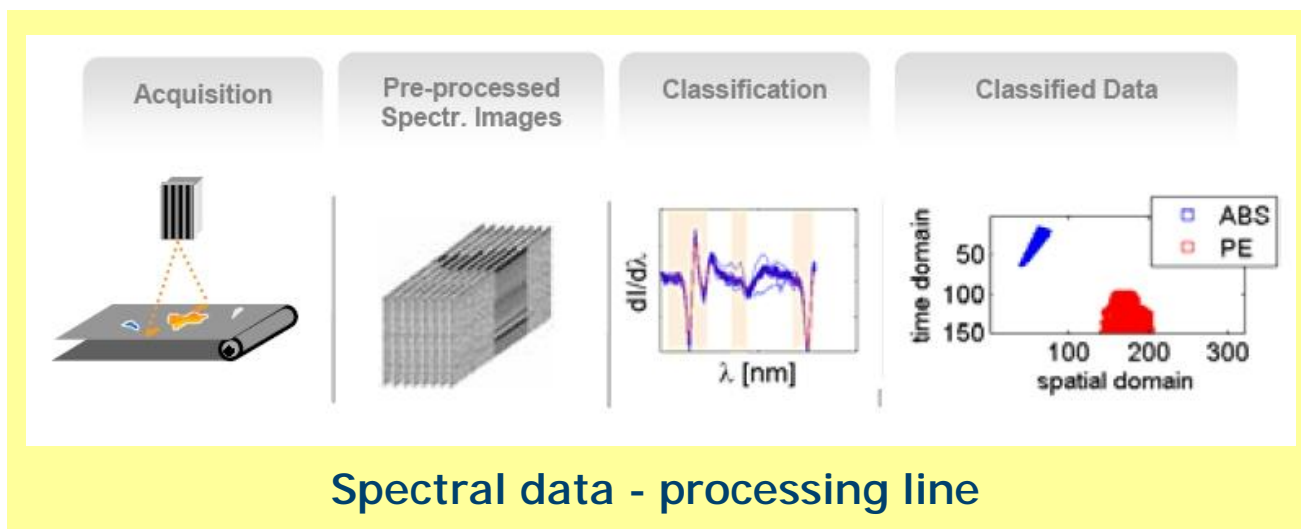 Acquisition
Pre-processed
Spectr. Images
Classification
Classified Data
dI/dλ
λ [nm]
time domain
50
100
150
100 200 300
spatial domain
ABS
PE
Spectral data - processing line